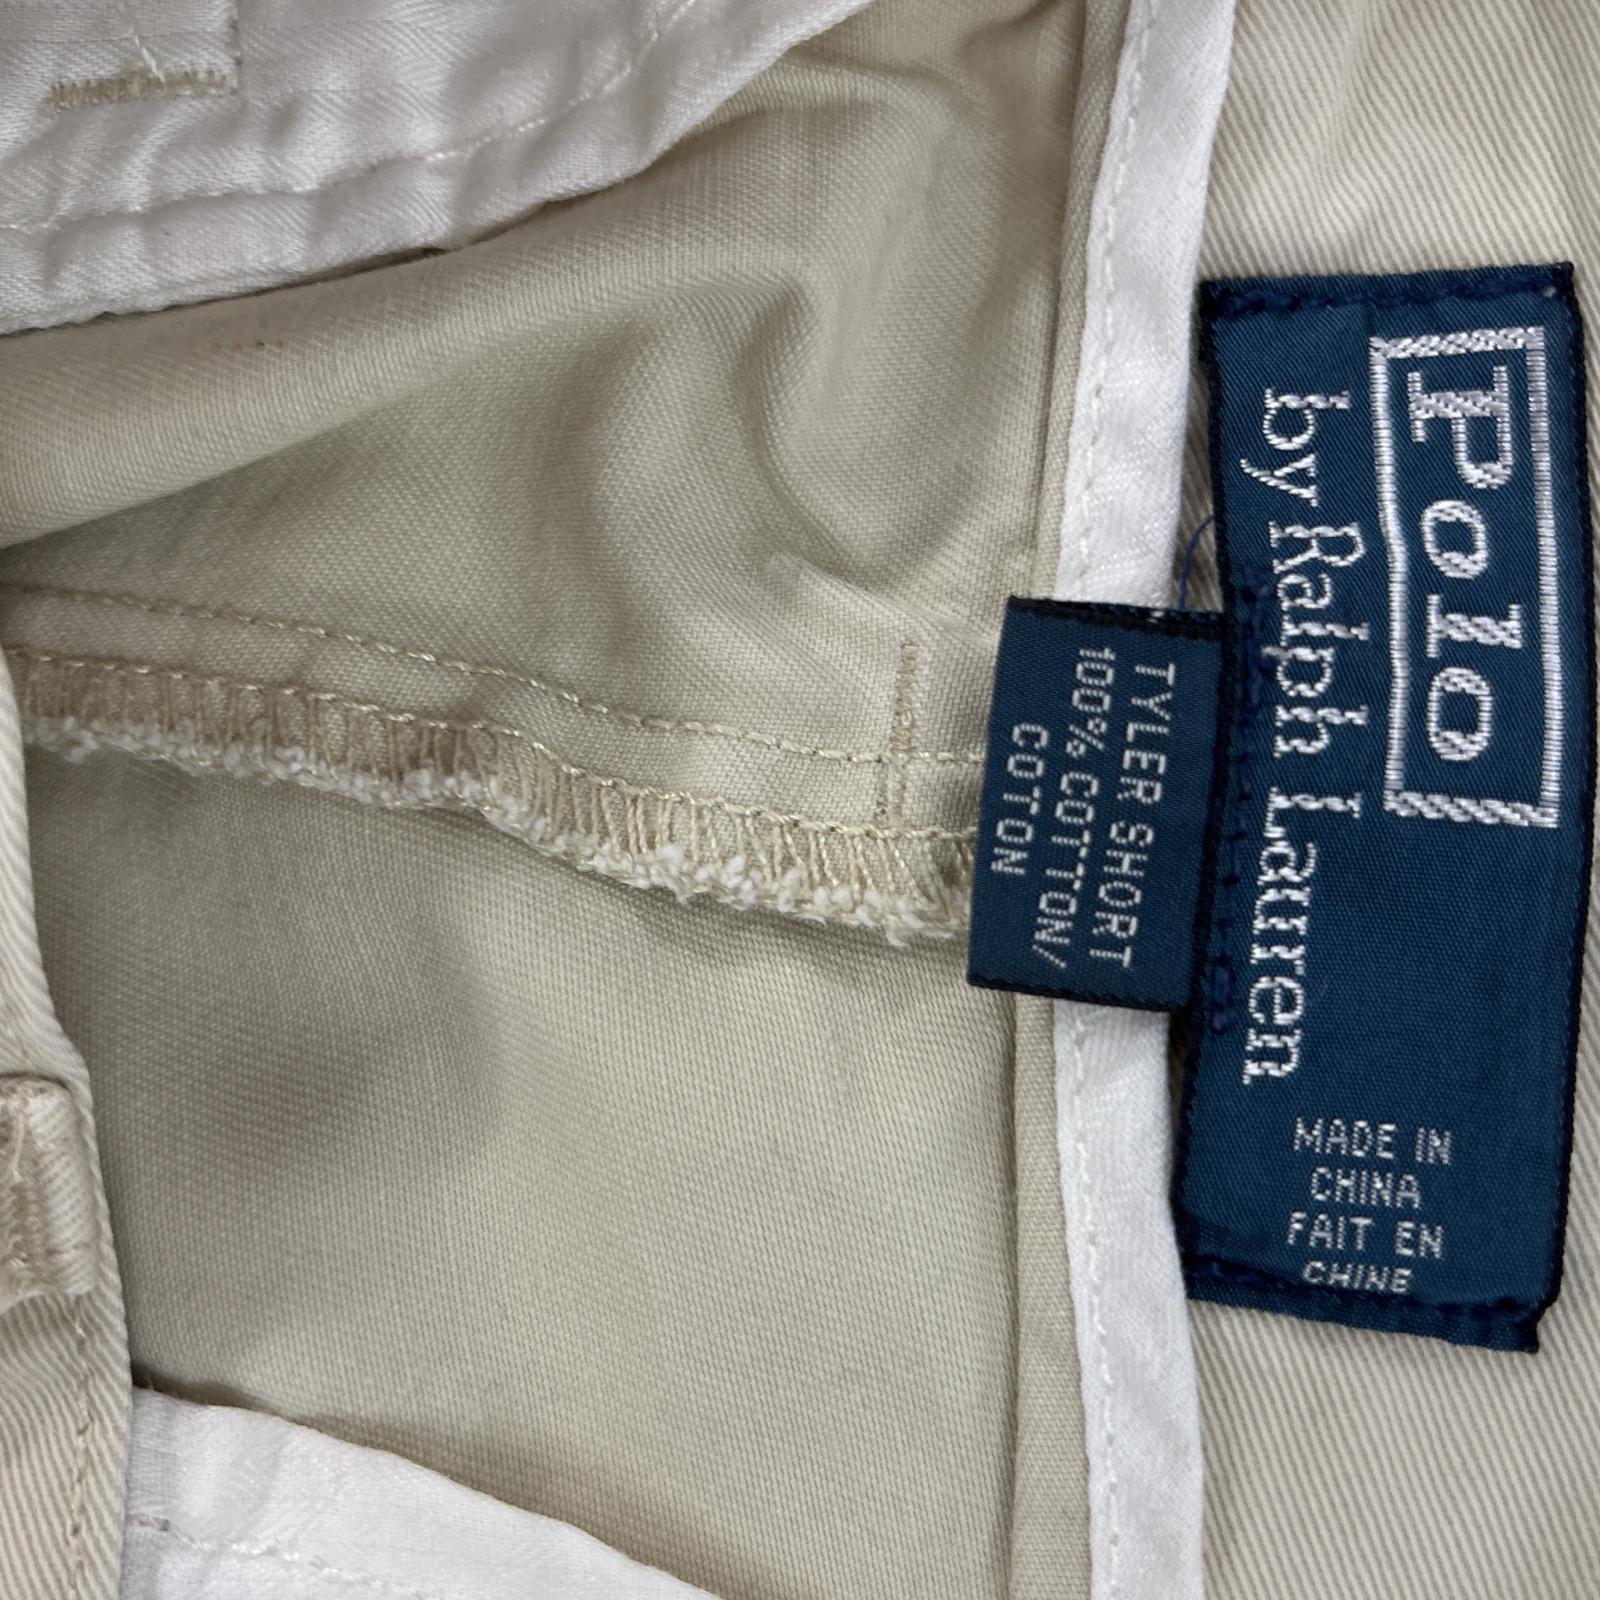 Polo
by Ralph Lauren
MADE IN
CHINA
FAIT EN
CHINE
TYLER SHORT
100% COTTON/
COTON